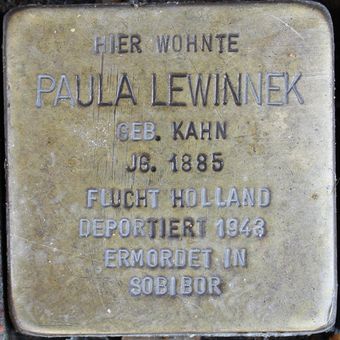 HIER WOHNTE
PAULA LEWINNEK
GEB. KAHN
JG. 1885
FLUCHT HOLLAND
DEPORTIERT 1943
ERMORDET IN
SOBIBOR